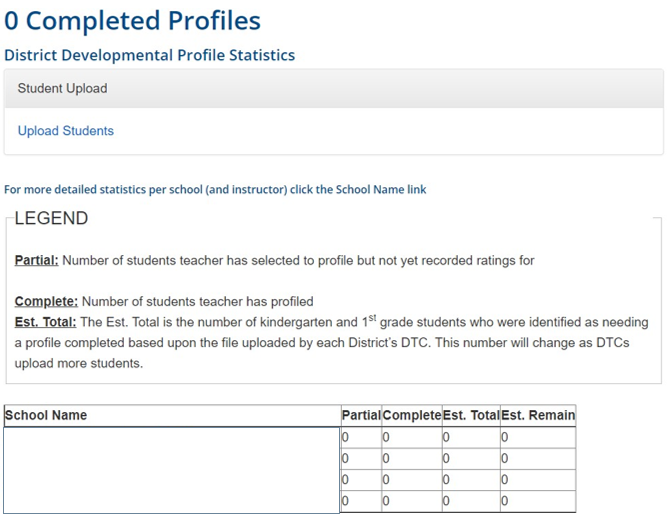 0 Completed Profiles
District Developmental Profile Statistics
Student Upload
Upload Students
For more detailed statistics per school (and instructor) click the School Name link
LEGEND
Partial: Number of students teacher has selected to profile but not yet recorded ratings for
Complete: Number of students teacher has profiled
Est. Total: The Est. Total is the number of kindergarten and 1st grade students who were identified as needing
a profile completed based upon the file uploaded by each District's DTC. This number will change as DTCs
upload more students.
School Name Partial Complete Est. Total Est. Remain
0 0 0 0
0 0 0 0
0 0 0 0
0 0 0 0